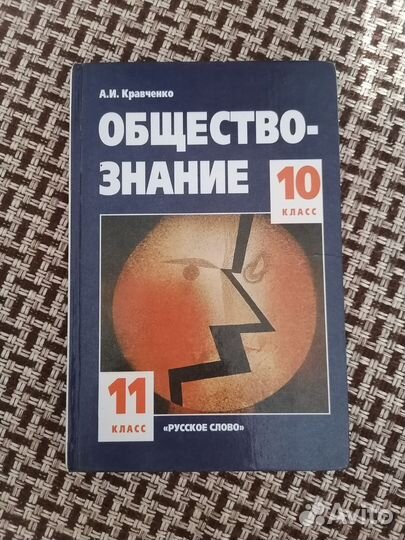 А.И. Кравченко
ОБЩЕСТВО-
ЗНАНИЕ
10
КЛАСС
11
КЛАСС
«РУССКОЕ СЛОВО»
Avito